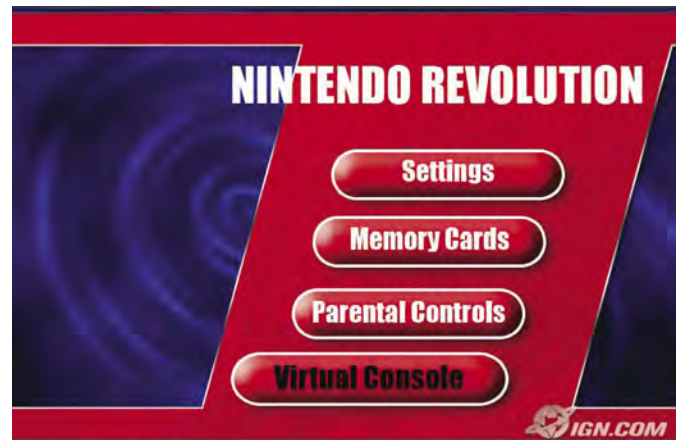 NINTENDO REVOLUTION
Settings
Memory Cards
Parental Controls
Virtual Console
IGN.COM